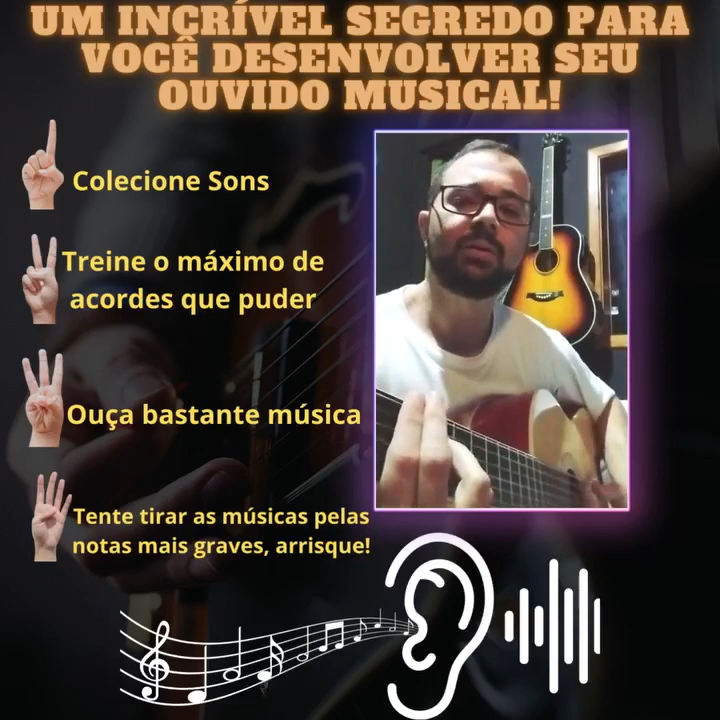 UM INCRÍVEL SEGREDO PARA
VOCÊ DESENVOLVER SEU
OUVIDO MUSICAL!
Colecione Sons
Treine o máximo de
acordes que puder
Ouça bastante música
Tente tirar as músicas pelas
notas mais graves, arrisque!